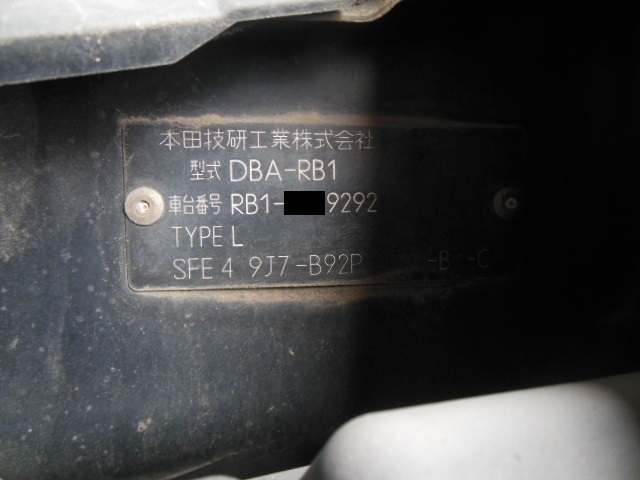 本田技研工業株式会社
型式 DBA-RB1
車台番号 RB1-9292
TYPE L
SFE 4 9J7-B92P -B -C